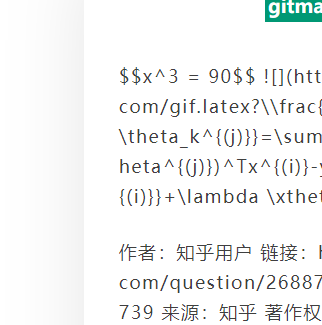 gitma
$$x^3 = 90$$ ![](htt
com/gif.latex?\\frac{
\theta_k^{(j)}}=\sum
heta^{(j)})^Tx^{(i)}-y
{(i)}}+\lambda \xthet
作者：知乎用户 链接：h
com/question/26887
739 来源：知乎 著作权